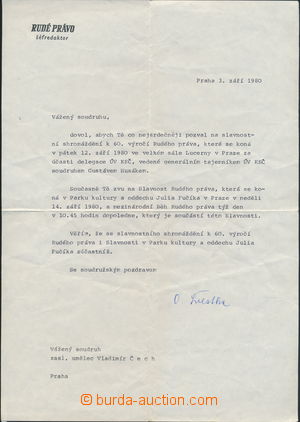 RUDÉ PRÁVO
šéfredaktor
Praha 3. září 1980
Vážený soudruhu,
dovol, abych Tě co nejsrdečněji pozval na slavnost-
ní shromáždění k 60. výročí Rudého práva, které se koná
v pátek 12. září 1980 ve velkém sále Lucerny v Praze za
účasti delegace ÚV KSČ, vedené generálním tajemníkem ÚV KSČ
soudruhem Gustávem Husákem.
Současně Tě zvu na Slavnost Rudého práva, která se ko-
ná v Parku kultury a oddechu Julia Fučíka v Praze v neděli
14. září 1980, a mezinárodní Běh Rudého práva týž den
v 10.45 hodin dopoledne, který je součástí této Slavnosti.
Věřím, že se slavnostního shromáždění k 60. výročí
Rudého práva i Slavnosti v Parku kultury a oddechu Julia
Fučíka zúčastníš.
Se soudružským pozdravem
Vážený soudruh
zasl. umělec Vladimír Č e c h
Praha
@burda-auction.com